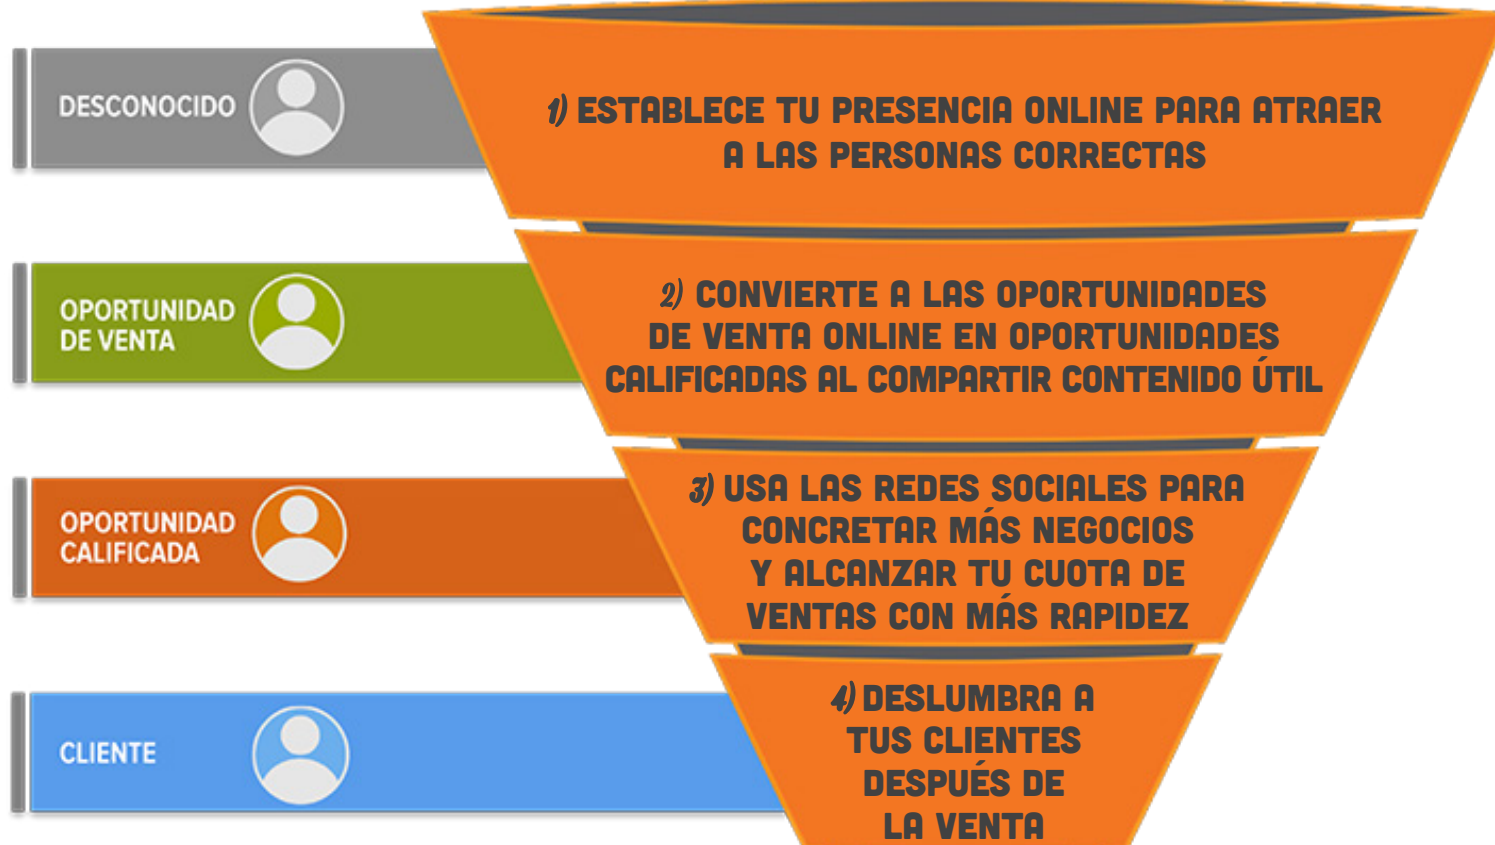 DESCONOCIDO
1) ESTABLECE TU PRESENCIA ONLINE PARA ATRAER
A LAS PERSONAS CORRECTAS
OPORTUNIDAD
DE VENTA
2) CONVIERTE A LAS OPORTUNIDADES
DE VENTA ONLINE EN OPORTUNIDADES
CALIFICADAS AL COMPARTIR CONTENIDO ÚTIL
OPORTUNIDAD
CALIFICADA
3) USA LAS REDES SOCIALES PARA
CONCRETAR MÁS NEGOCIOS
Y ALCANZAR TU CUOTA DE
VENTAS CON MÁS RAPIDEZ
CLIENTE
4) DESLUMBRA A
TUS CLIENTES
DESPUÉS DE
LA VENTA